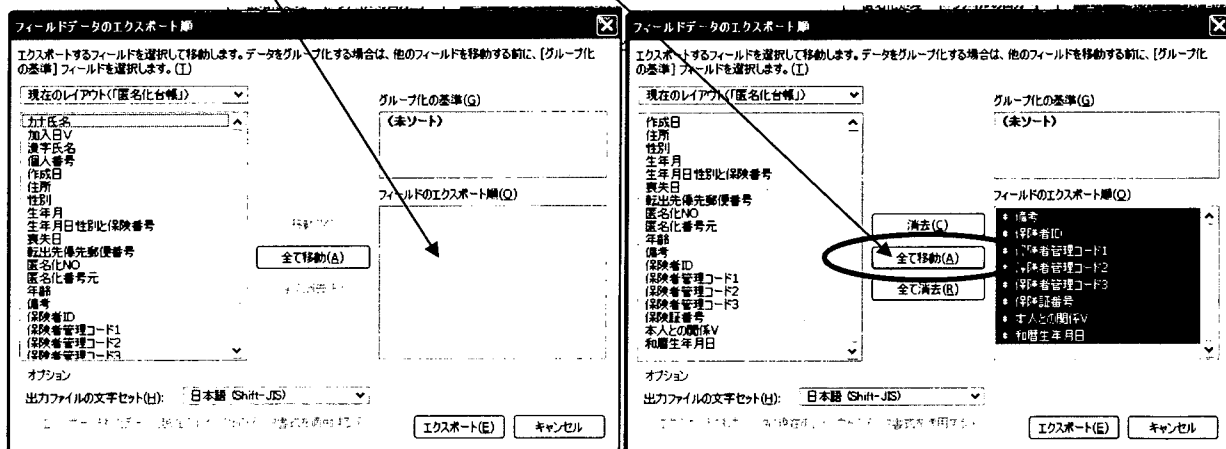 フィールドデータのエクスポート順
エクスポートするフィールドを選択して移動します。データをグループ化する場合は、他のフィールドを移動する前に、[グループ化
の基準]フィールドを選択します。(T)
現在のレイアウト(「匿名化台帳」)
グループ化の基準(G)
(未ソート)
カナ氏名
加入日V
漢字氏名
個人番号
作成日
住所
性別
生年月
生年月日性別と保険番号
喪失日
転出先優先郵便番号
匿名化NO
匿名化番号元
年齢
備考
保険者ID
保険者管理コード1
保険者管理コード2
保険者管理コード3
フィールドのエクスポート順(O)
全て移動(A)
オプション
出力ファイルの文字セット(H):
日本語 (Shift-JIS)
エクスポート(E)
キャンセル
フィールドデータのエクスポート順
エクスポートするフィールドを選択して移動します。データをグループ化する場合は、他のフィールドを移動する前に、[グループ化
の基準]フィールドを選択します。(T)
現在のレイアウト(「匿名化台帳」)
グループ化の基準(G)
(未ソート)
作成日
住所
性別
生年月
生年月日性別と保険番号
喪失日
転出先優先郵便番号
匿名化NO
匿名化番号元
年齢
備考
保険者ID
保険者管理コード1
保険者管理コード2
保険者管理コード3
保険証番号
本人との関係V
和暦生年月日
消去(C)
全て移動(A)
全て消去(R)
フィールドのエクスポート順(O)
備考
保険者ID
保険者管理コード1
保険者管理コード2
保険者管理コード3
保険証番号
本人との関係V
和暦生年月日
オプション
出力ファイルの文字セット(H):
日本語 (Shift-JIS)
エクスポート(E)
キャンセル